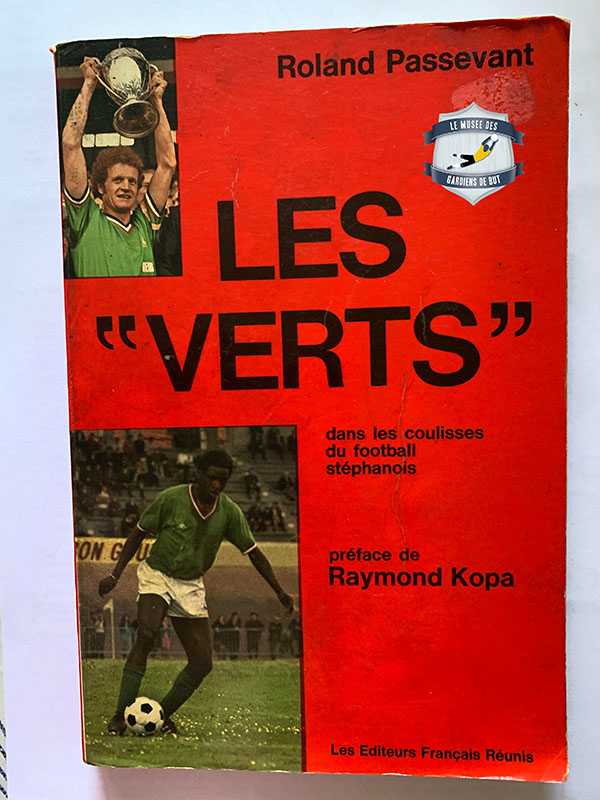 Roland Passevant
LE MUSEE DES
GARDIENS DE BUT
LES
“VERTS”
dans les coulisses
du football
stéphanois
préface de
Raymond Kopa
Les Editeurs Français Réunis